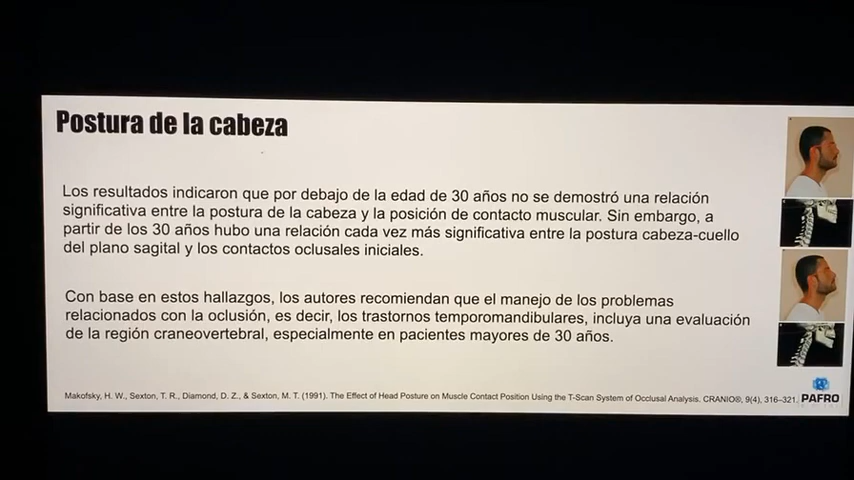 Postura de la cabeza
Los resultados indicaron que por debajo de la edad de 30 años no se demostró una relación
significativa entre la postura de la cabeza y la posición de contacto muscular. Sin embargo, a
partir de los 30 años hubo una relación cada vez más significativa entre la postura cabeza-cuello
del plano sagital y los contactos oclusales iniciales.
Con base en estos hallazgos, los autores recomiendan que el manejo de los problemas
relacionados con la oclusión, es decir, los trastornos temporomandibulares, incluya una evaluación
de la región craneovertebral, especialmente en pacientes mayores de 30 años.
Makofsky, H. W., Sexton, T. R., Diamond, D. Z., & Sexton, M. T. (1991). The Effect of Head Posture on Muscle Contact Position Using the T-Scan System of Occlusal Analysis. CRANIO®, 9(4), 316–321.
PAFRO